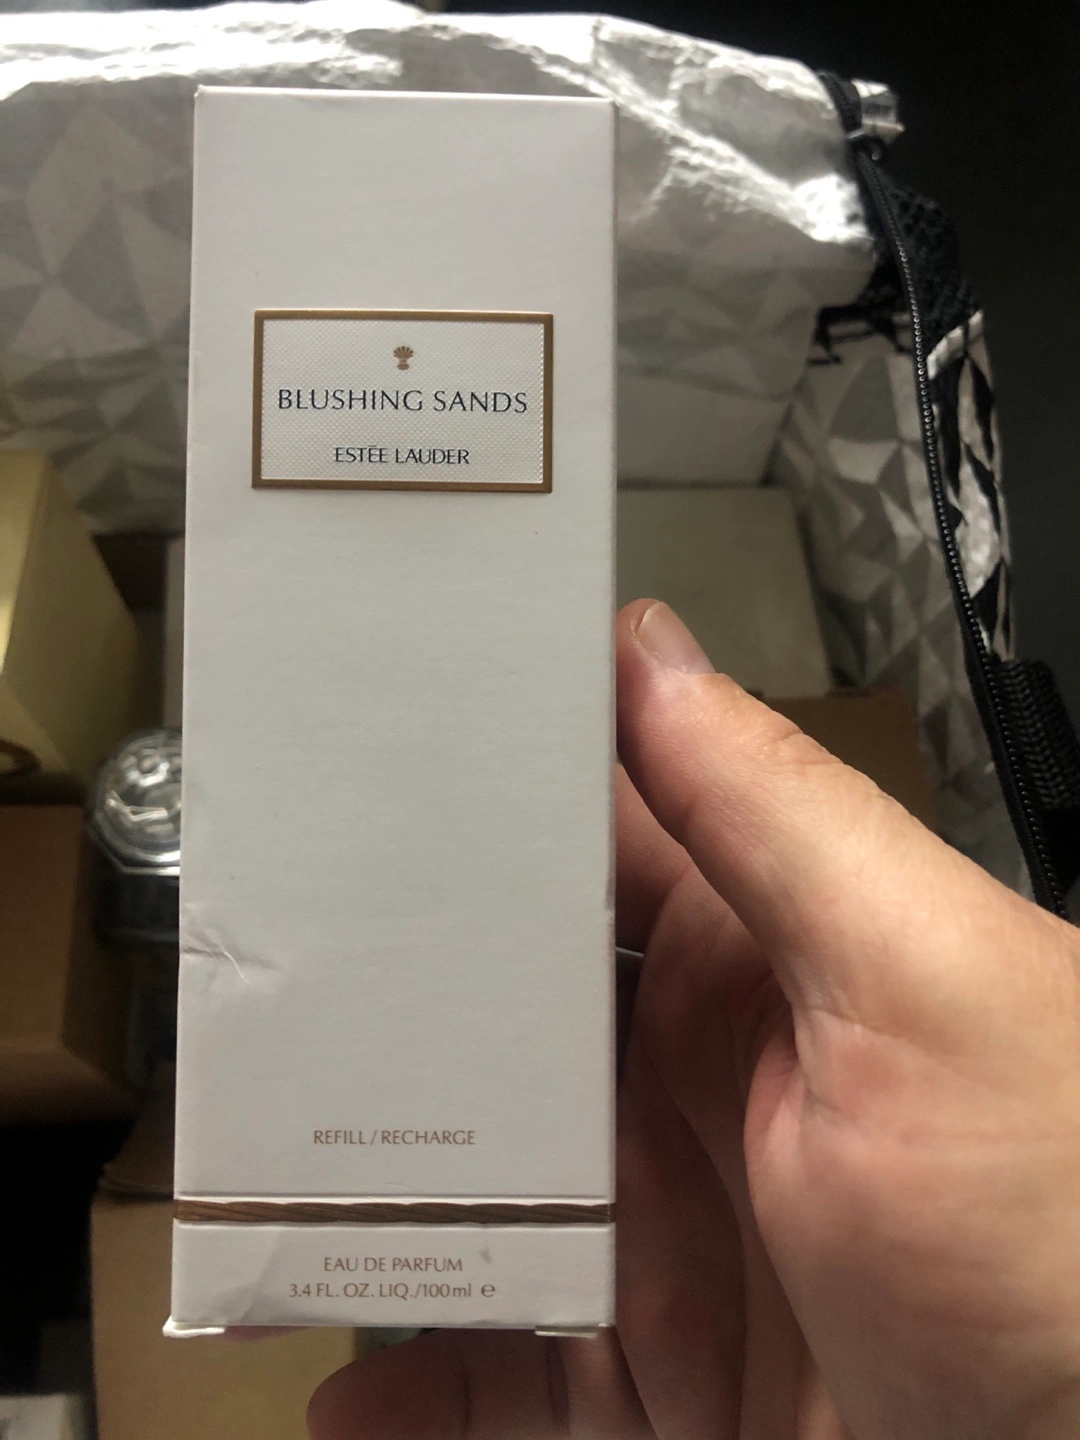 BLUSHING SANDS
ESTĒE LAUDER
REFILL/RECHARGE
EAU DE PARFUM
3.4 FL. OZ. LIQ./100ml ℮